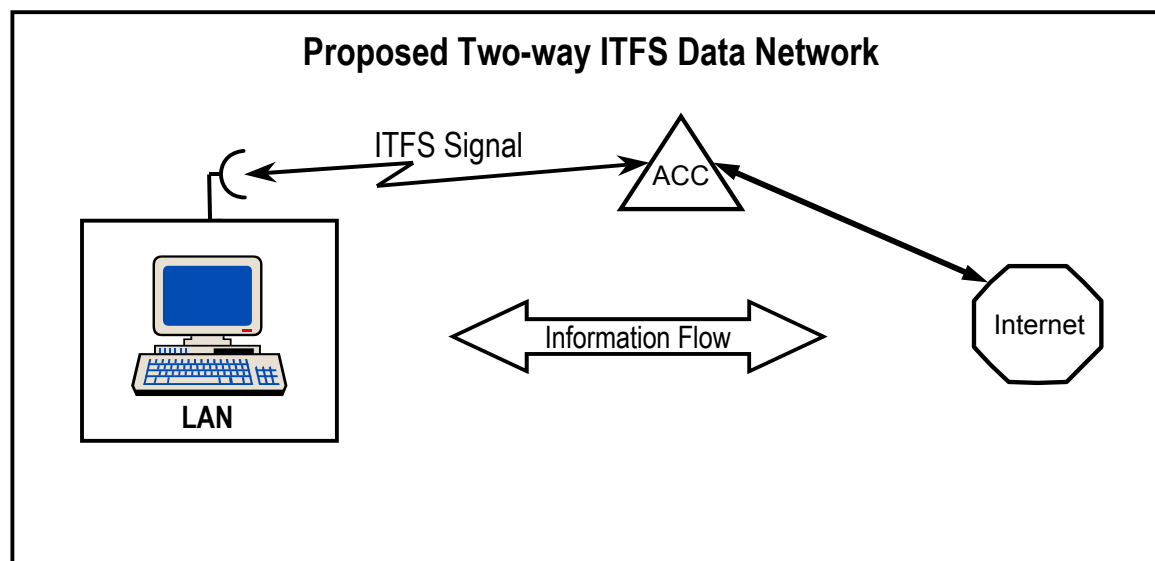 Proposed Two-way ITFS Data Network
ITFS Signal
ACC
Internet
Information Flow
LAN